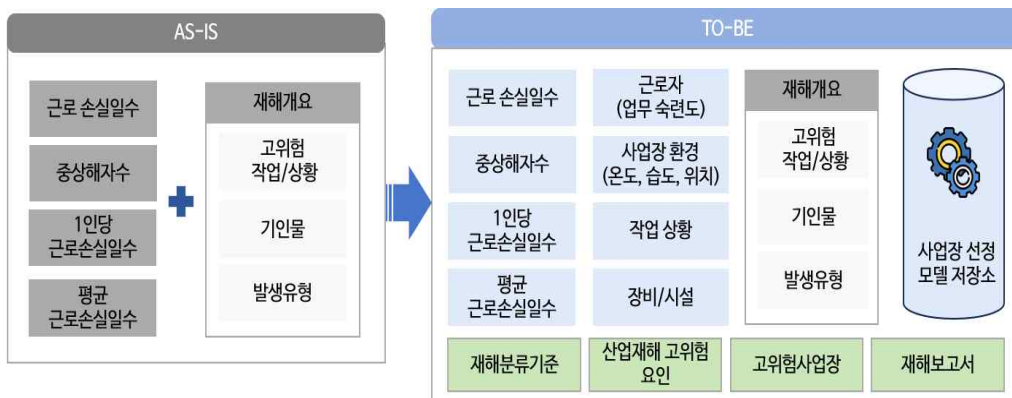 AS-IS
근로 손실일수
중상해자수
1인당
근로손실일수
평균
근로손실일수
재해개요
고위험
작업/상황
기인물
발생유형
TO-BE
근로 손실일수
중상해자수
1인당
근로손실일수
평균
근로손실일수
근로자
(업무 숙련도)
사업장 환경
(온도, 습도, 위치)
작업 상황
장비/시설
재해개요
고위험
작업/상황
기인물
발생유형
사업장 선정
모델 저장소
재해분류기준
산업재해 고위험
요인
고위험사업장
재해보고서